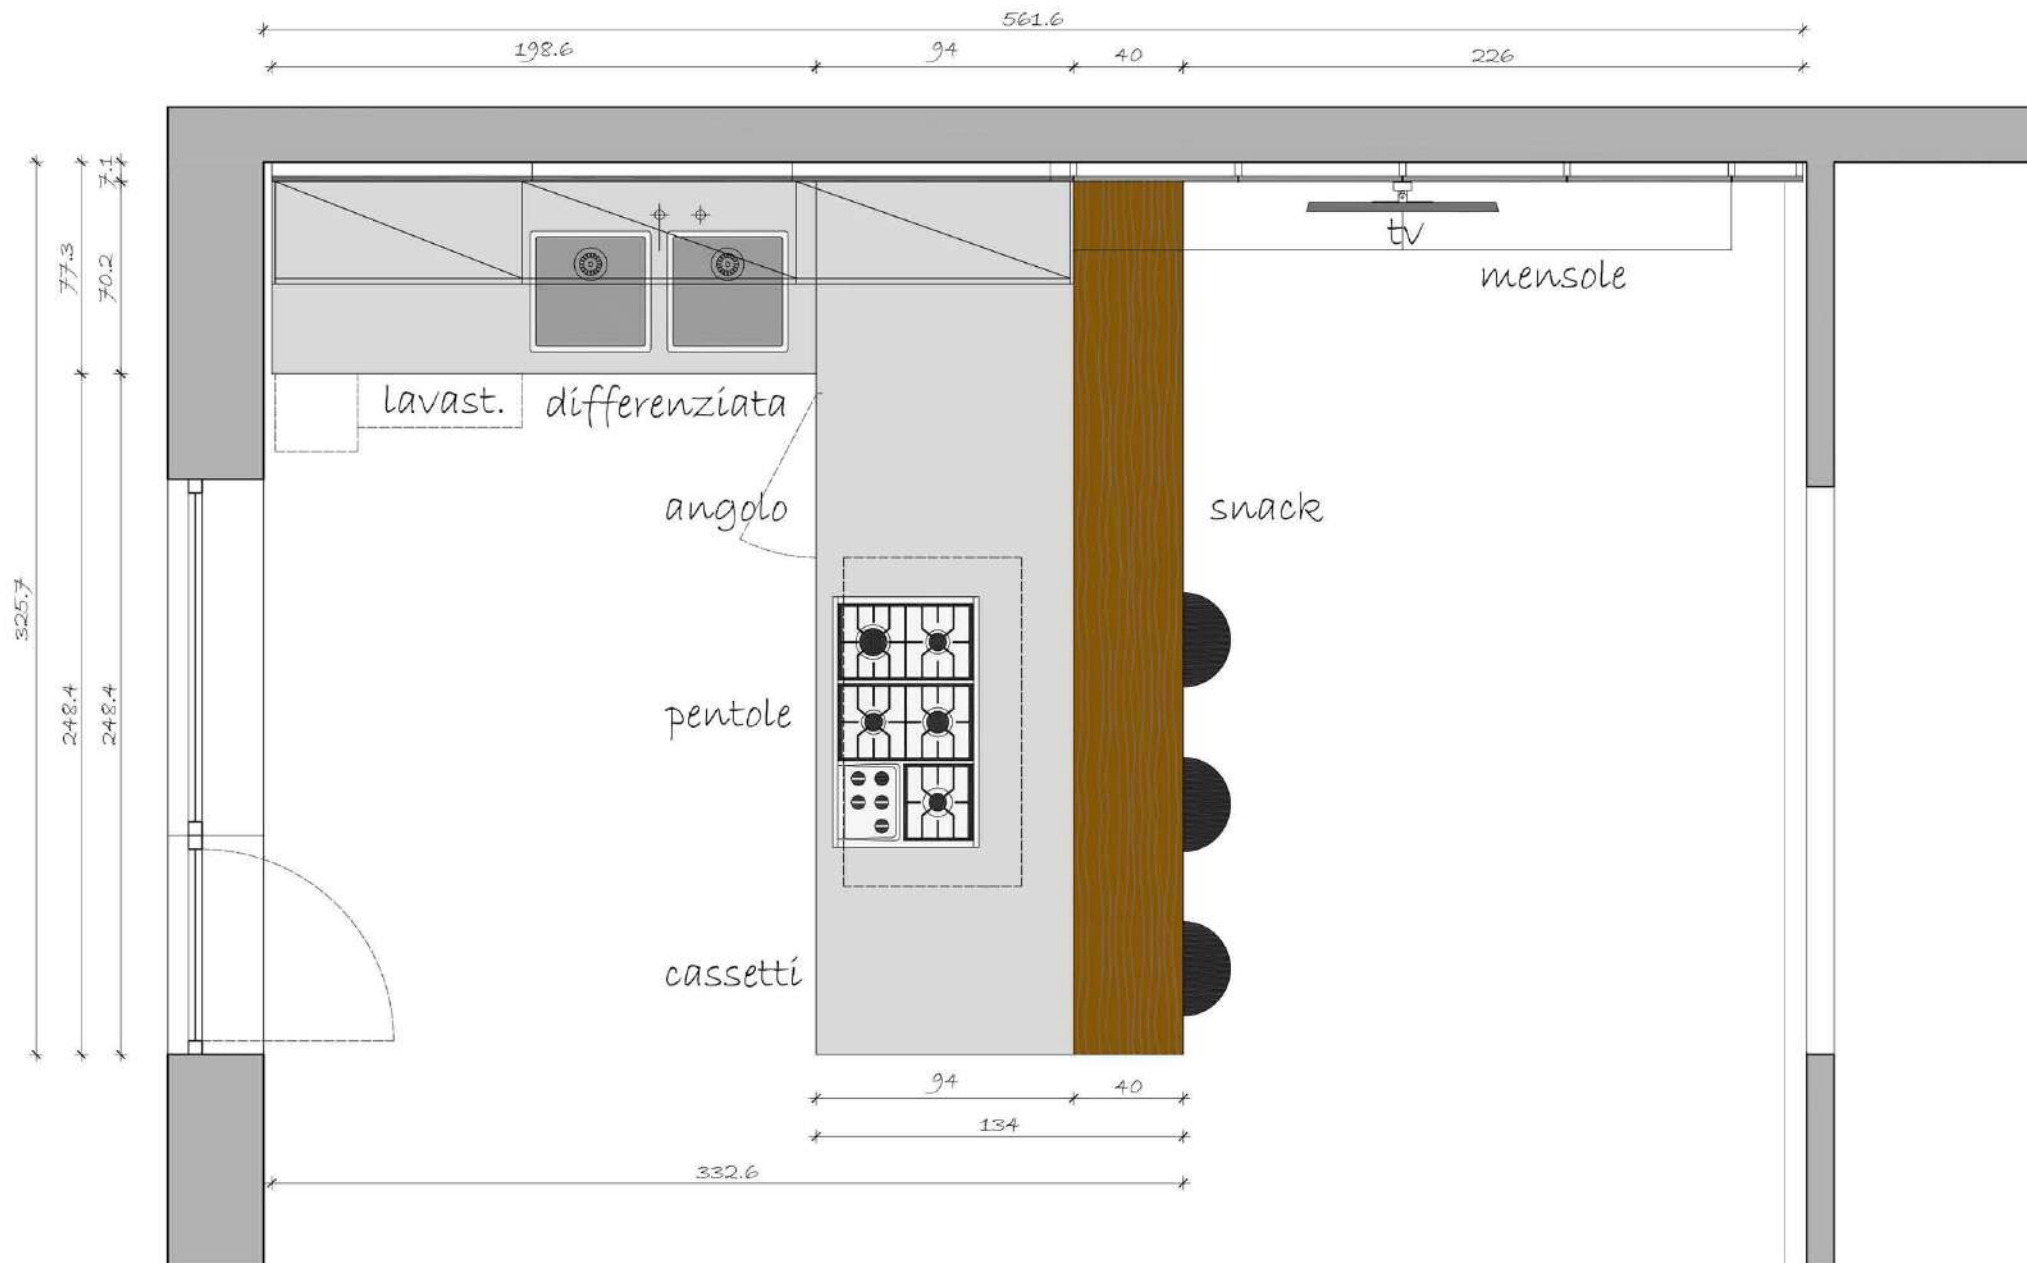 561.6
198.6
94
40
226
7.1
77.3
70.2
tv
mensole
lavast.
differenziata
angolo
snack
325.7
248.4
248.4
pentole
cassetti
94
40
134
332.6